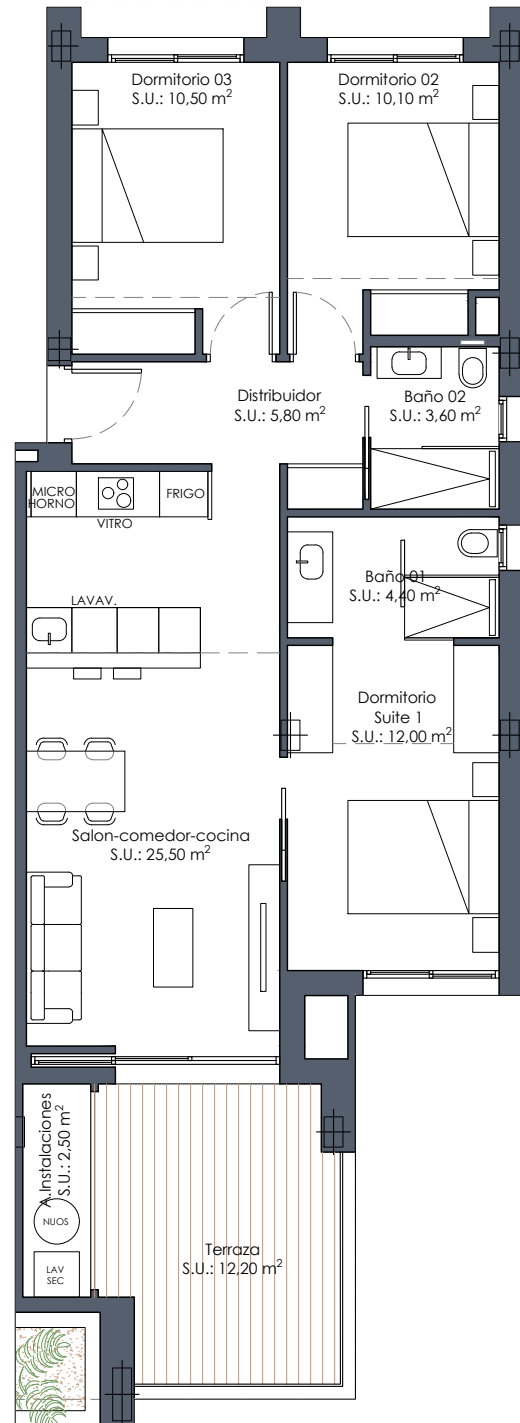 Dormitorio 03
S.U.: 10,50 m²
Dormitorio 02
S.U.: 10,10 m²
Distribuidor
S.U.: 5,80 m²
Baño 02
S.U.: 3,60 m²
MICRO
HORNO
FRIGO
VITRO
Baño 01
S.U.: 4,40 m²
LAVAV.
Dormitorio
Suite 1
S.U.: 12,00 m²
Salon-comedor-cocina
S.U.: 25,50 m²
A.Instalaciones
S.U.: 2,50 m²
NUOS
LAV
SEC
Terraza
S.U.: 12,20 m²